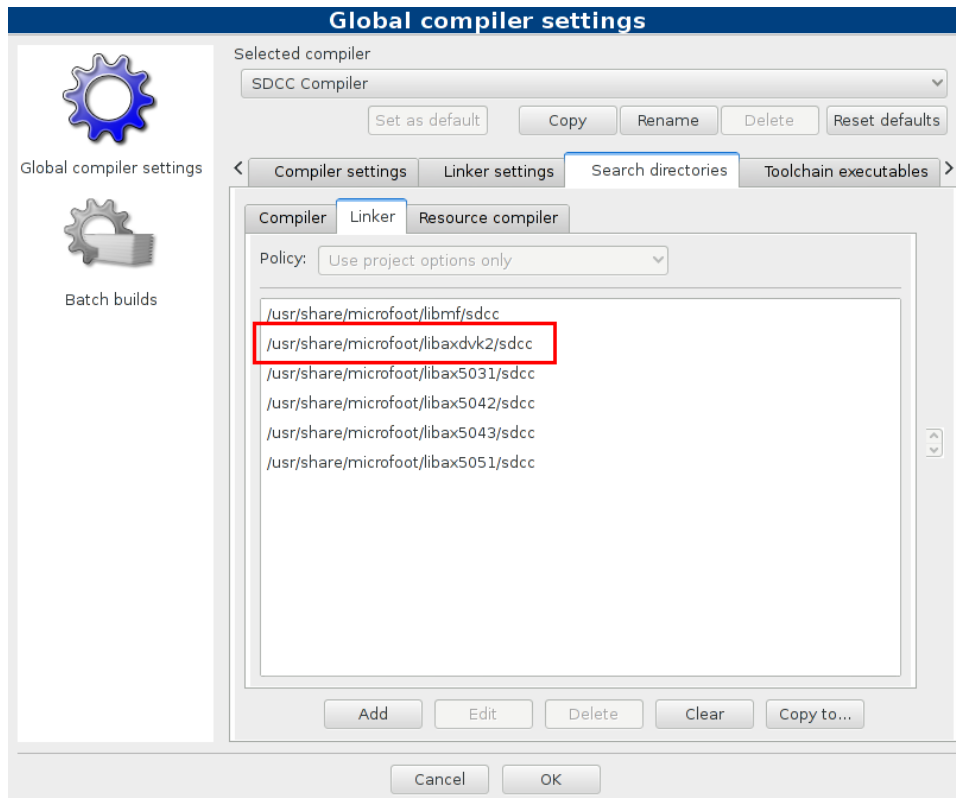 Global compiler settings
Selected compiler
SDCC Compiler
Set as default Copy Rename Delete Reset defaults
Global compiler settings
Compiler settings Linker settings Search directories Toolchain executables
Compiler Linker Resource compiler
Policy: Use project options only
Batch builds
/usr/share/microfoot/libmf/sdcc
/usr/share/microfoot/libaxdvk2/sdcc
/usr/share/microfoot/libax5031/sdcc
/usr/share/microfoot/libax5042/sdcc
/usr/share/microfoot/libax5043/sdcc
/usr/share/microfoot/libax5051/sdcc
Add Edit Delete Clear Copy to...
Cancel OK